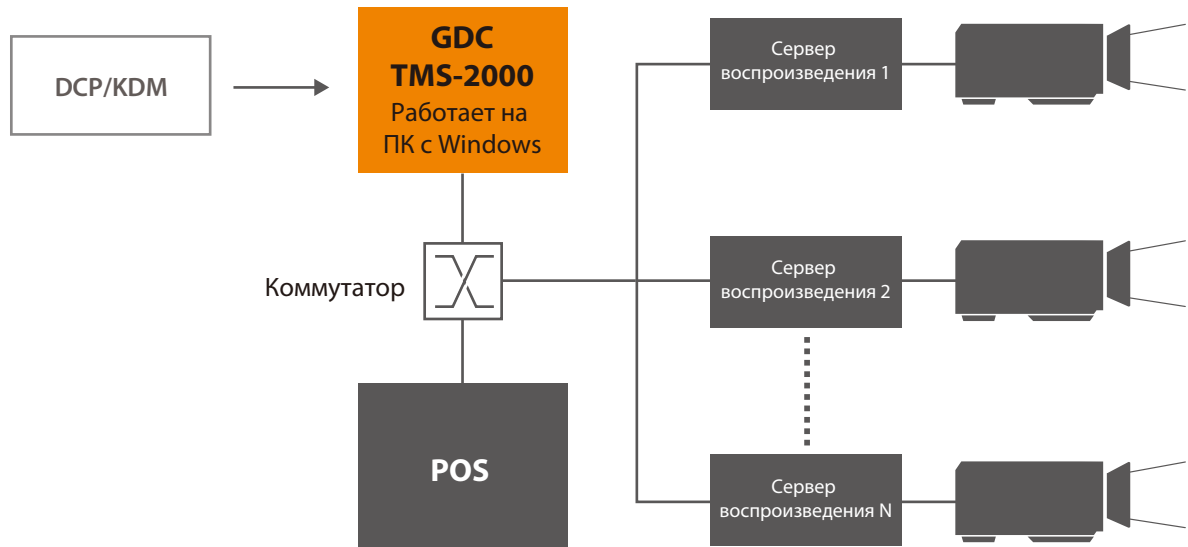 DCP/KDM
GDC
TMS-2000
Работает на
ПК с Windows
Коммутатор
POS
Сервер
воспроизведения 1
Сервер
воспроизведения 2
Сервер
воспроизведения N